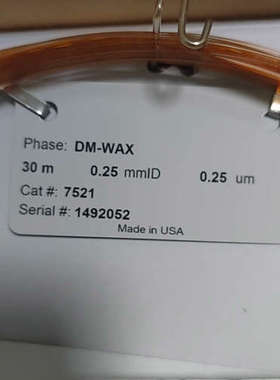 Phase: DM-WAX
30 m 0.25 mmID 0.25 um
Cat #: 7521
Serial #: 1492052
Made in USA